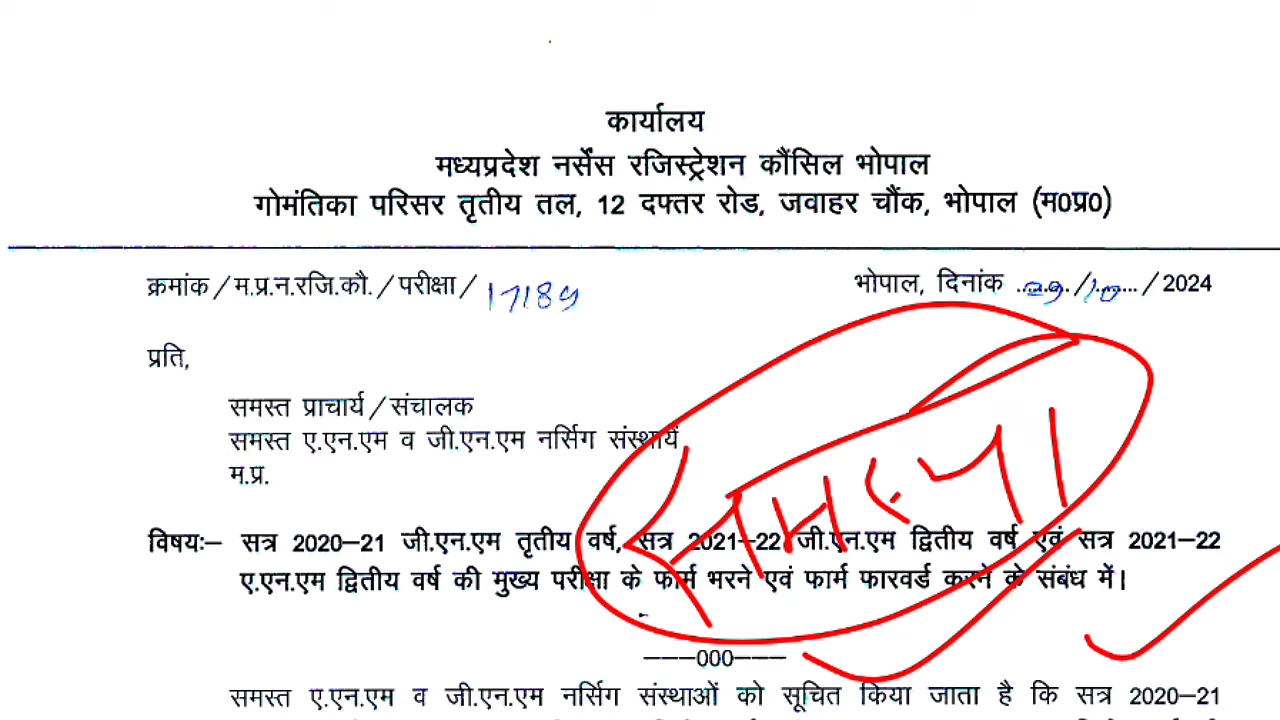 कार्यालय
मध्यप्रदेश नर्सेस रजिस्ट्रेशन कौंसिल भोपाल
गोमंतिका परिसर तृतीय तल, 12 दफ्तर रोड, जवाहर चौंक, भोपाल (म0प्र0)
क्रमांक/म.प्र.न.रजि.कौ./परीक्षा/ 17189 भोपाल, दिनांक 29/10/2024
प्रति,
समस्त प्राचार्य/संचालक
समस्त ए.एन.एम व जी.एन.एम नर्सिग संस्थायें
म.प्र.
समस्या
विषयः– सत्र 2020–21 जी.एन.एम तृतीय वर्ष, सत्र 2021–22 जी.एन.एम द्वितीय वर्ष एवं सत्र 2021–22
ए.एन.एम द्वितीय वर्ष की मुख्य परीक्षा के फॉर्म भरने एवं फार्म फारवर्ड करने के संबंध में।
———000———
समस्त ए.एन.एम व जी.एन.एम नर्सिग संस्थाओं को सूचित किया जाता है कि सत्र 2020–21